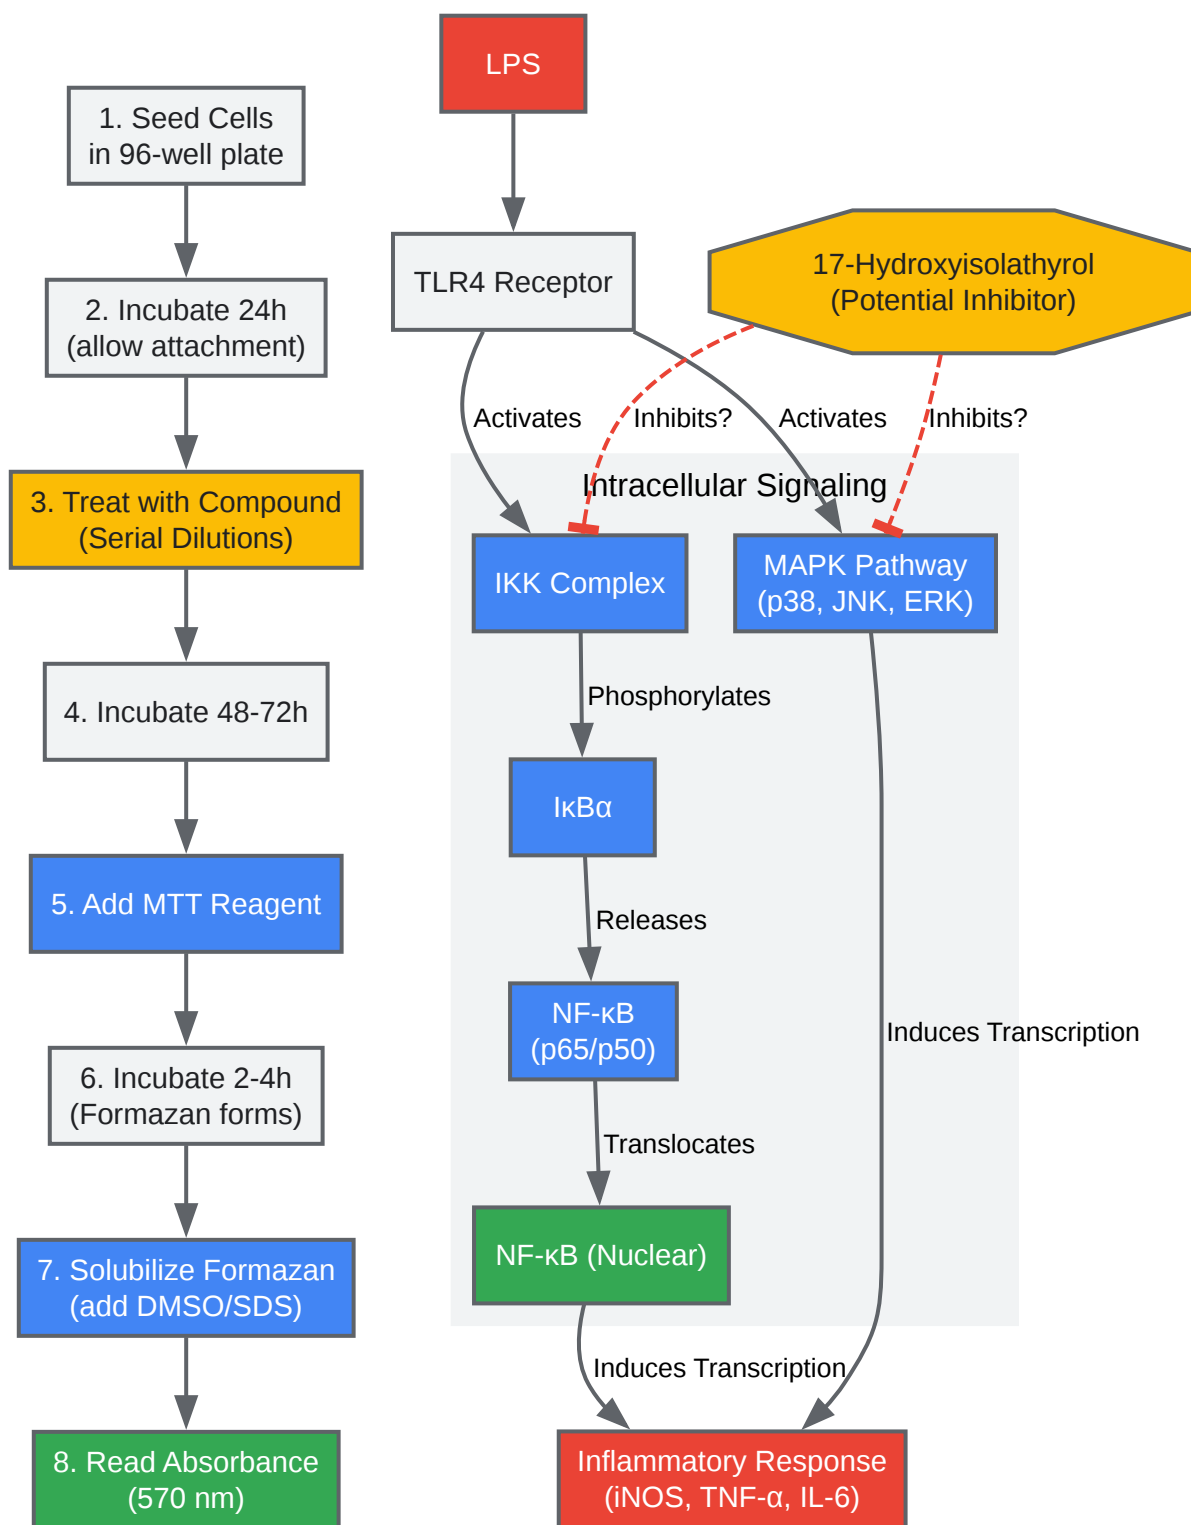 1. Seed Cells
in 96-well plate
2. Incubate 24h
(allow attachment)
3. Treat with Compound
(Serial Dilutions)
4. Incubate 48-72h
5. Add MTT Reagent
6. Incubate 2-4h
(Formazan forms)
7. Solubilize Formazan
(add DMSO/SDS)
8. Read Absorbance
(570 nm)
LPS
TLR4 Receptor
17-Hydroxyisolathyrol
(Potential Inhibitor)
Activates
Inhibits?
Activates
Inhibits?
Intracellular Signaling
IKK Complex
MAPK Pathway
(p38, JNK, ERK)
Phosphorylates
IκBα
Releases
NF-κB
(p65/p50)
Induces Transcription
Translocates
NF-κB (Nuclear)
Induces Transcription
Inflammatory Response
(iNOS, TNF-α, IL-6)